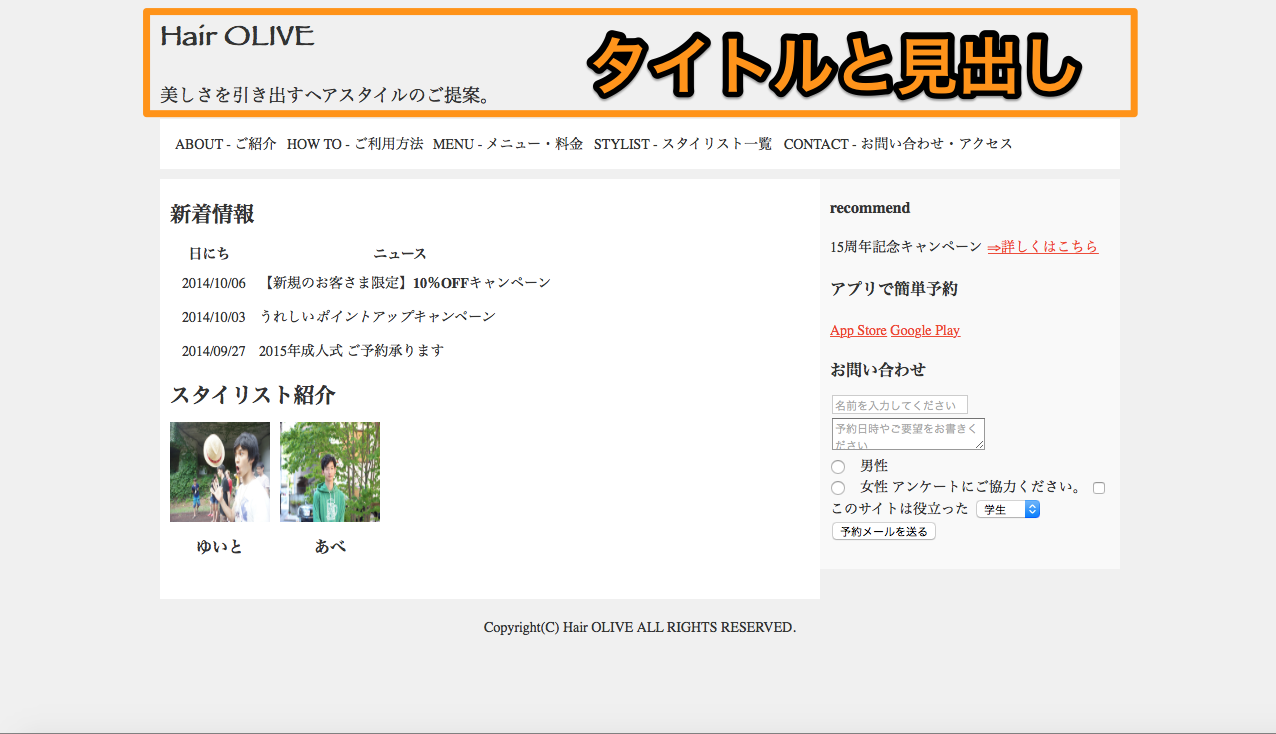 Hair OLIVE
タイトルと見出し
美しさを引き出すヘアスタイルのご提案。
ABOUT - ご紹介 HOW TO - ご利用方法 MENU - メニュー・料金 STYLIST - スタイリスト一覧 CONTACT - お問い合わせ・アクセス
新着情報
日にち ニュース
2014/10/06 【新規のお客さま限定】10%OFFキャンペーン
2014/10/03 うれしいポイントアップキャンペーン
2014/09/27 2015年成人式 ご予約承ります
スタイリスト紹介
ゆいと あべ
recommend
15周年記念キャンペーン ⇒詳しくはこちら
アプリで簡単予約
App Store Google Play
お問い合わせ
名前を入力してください
予約日時やご要望をお書きく
ださい
男性
女性 アンケートにご協力ください。
このサイトは役立った 学生
予約メールを送る
Copyright(C) Hair OLIVE ALL RIGHTS RESERVED.